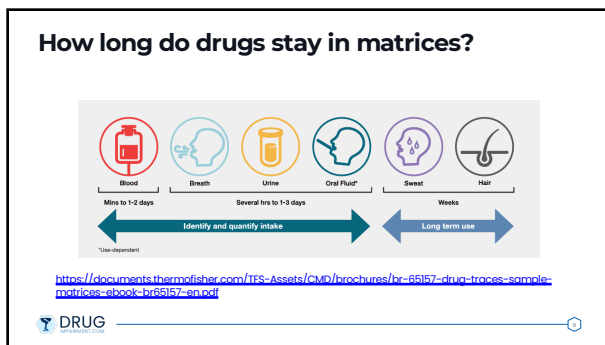 How long do drugs stay in matrices?
Blood Breath Urine Oral Fluid* Sweat Hair
Mins to 1-2 days Several hrs to 1-3 days Weeks
Identify and quantify intake Long term use
*Use-dependent
https://documents.thermofisher.com/TFS-Assets/CMD/brochures/br-65157-drug-traces-sample-
matrices-ebook-br65157-en.pdf
DRUG
IMPAIRMENT.COM